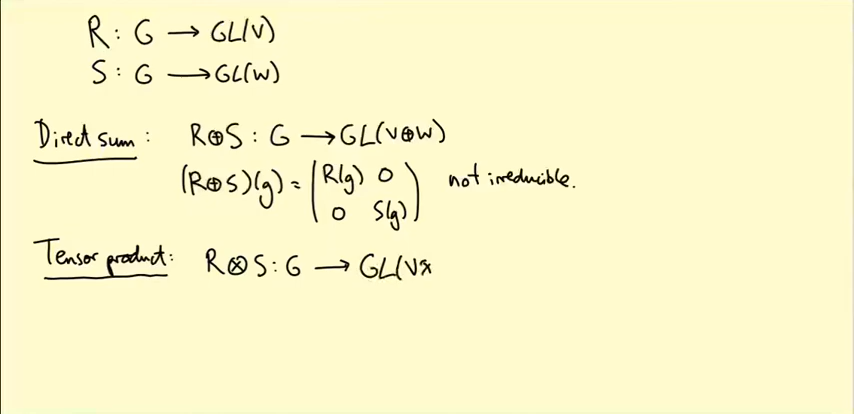 R : G → GL(V)
S : G → GL(W)
Direct sum : R⊕S : G → GL(V⊕W)
(R⊕S)(g) = (R(g) 0
0 S(g)) not irreducible.
Tensor product : R⊗S : G → GL(V